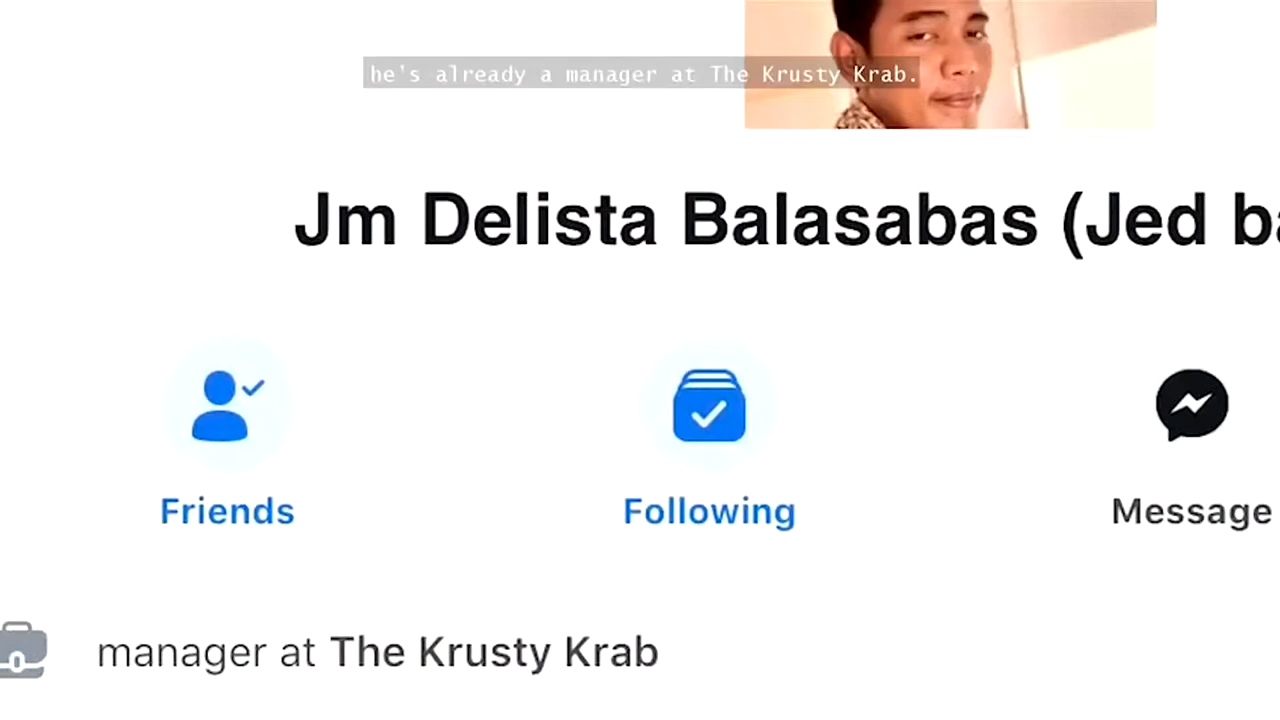 he's already a manager at The Krusty Krab.
Jm Delista Balasabas (Jed ba
Friends
Following
Message
manager at The Krusty Krab